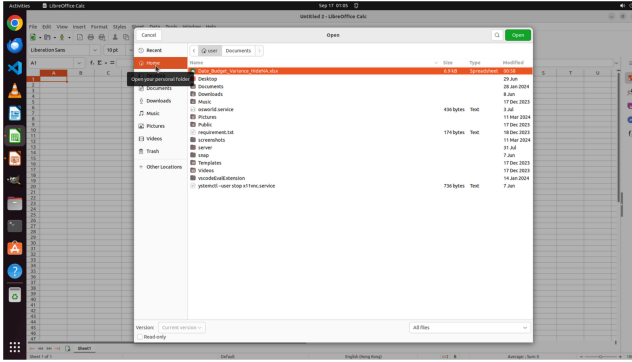 Activities LibreOffice Calc Sep 17 01:05
Untitled 2 - LibreOffice Calc
File Edit View Insert Format Styles Sheet Data Tools Window Help
Cancel Open Open
Liberation Sans 10 pt
Recent user Documents
A1
Home Name Size Type Modified
Date_Budget_Variance_HideNA.xlsx 8.9 KB Spreadsheet 00:58
Open your personal folder
Desktop 29 Jun
Documents Documents 28 Jan 2024
Downloads 8 Jun
Downloads Music 17 Dec 2023
osworld.service 436 bytes Text 3 Jul
Music Pictures 11 Mar 2024
Public 17 Dec 2023
Pictures requirement.txt 174 bytes Text 18 Dec 2023
screenshots 11 Mar 2024
Videos server 31 Jul
snap 7 Jun
Trash Templates 17 Dec 2023
Videos 17 Dec 2023
Other Locations vscodeEvalExtension 14 Jan 2024
ystemctl --user stop x11vnc.service 736 bytes Text 7 Jun
Version: Current version All files
Read-only
Sheet1
Sheet 1 of 1 Default English (Hong Kong) Average: ; Sum: 0